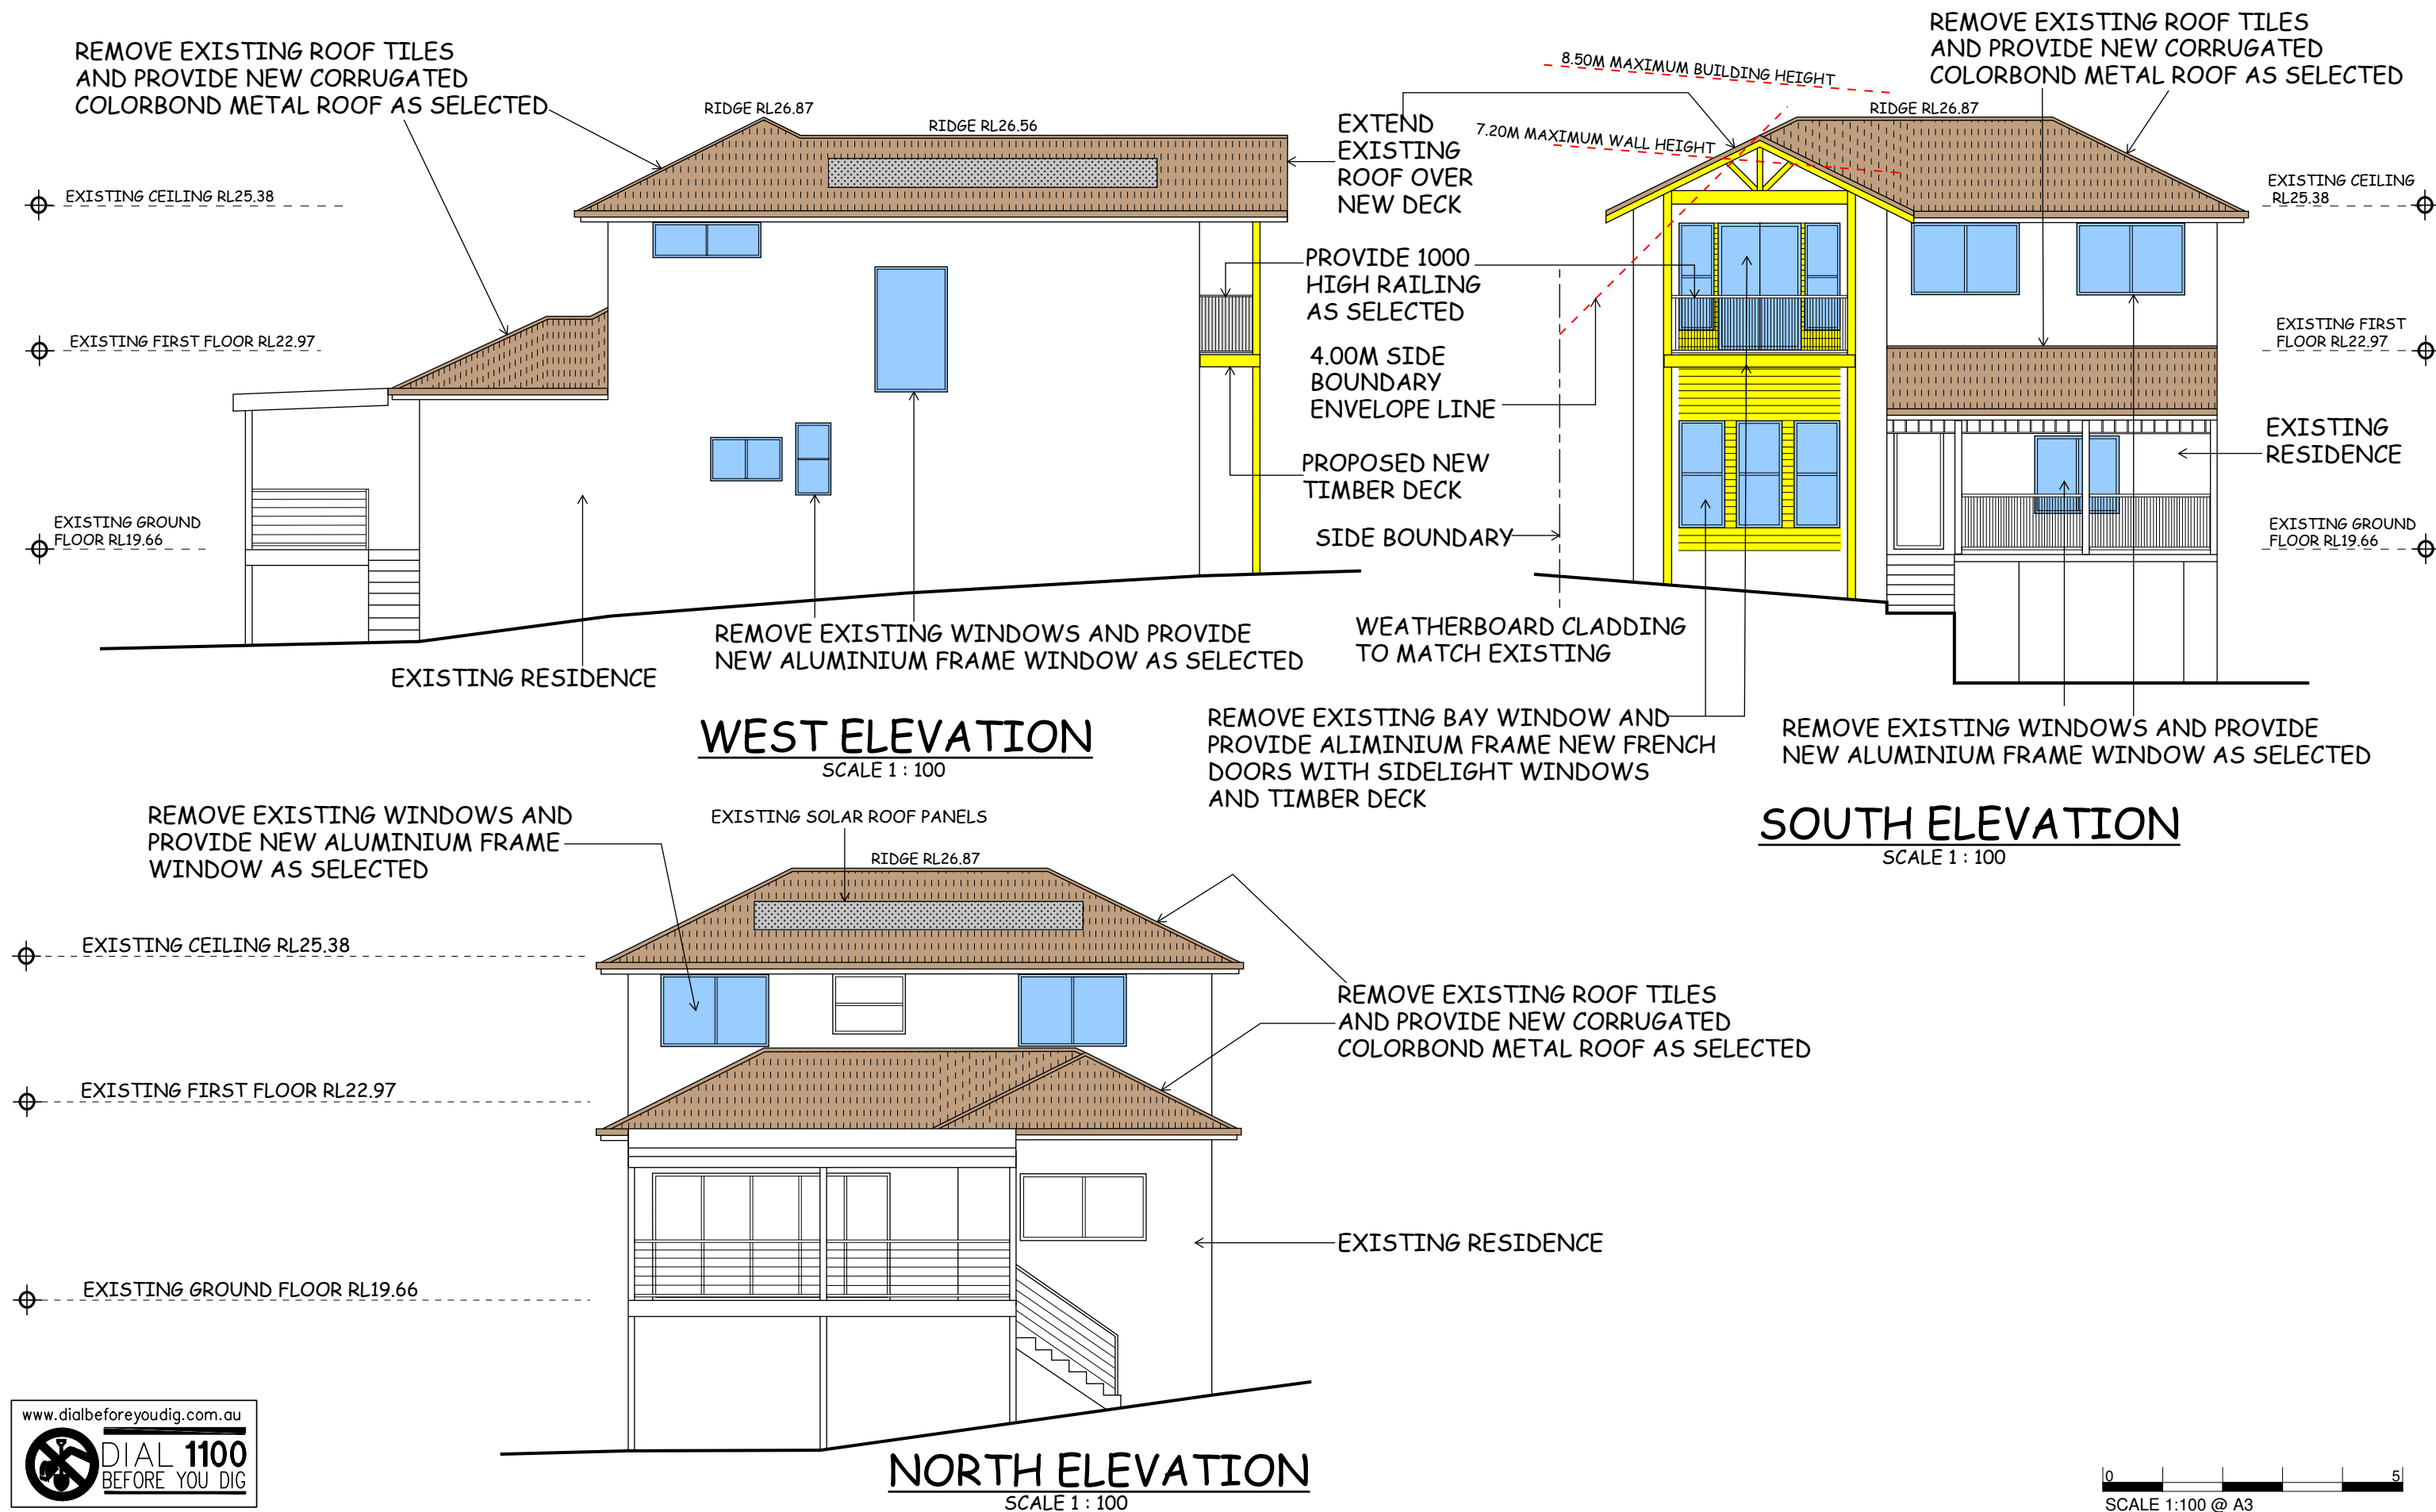 REMOVE EXISTING ROOF TILES
AND PROVIDE NEW CORRUGATED
COLORBOND METAL ROOF AS SELECTED
RIDGE RL26.87
RIDGE RL26.56
EXISTING CEILING RL25.38
EXISTING FIRST FLOOR RL22.97
EXISTING GROUND
FLOOR RL19.66
EXISTING RESIDENCE
REMOVE EXISTING WINDOWS AND PROVIDE
NEW ALUMINIUM FRAME WINDOW AS SELECTED
WEST ELEVATION
SCALE 1 : 100
EXTEND
EXISTING
ROOF OVER
NEW DECK
PROVIDE 1000
HIGH RAILING
AS SELECTED
4.00M SIDE
BOUNDARY
ENVELOPE LINE
PROPOSED NEW
TIMBER DECK
SIDE BOUNDARY
WEATHERBOARD CLADDING
TO MATCH EXISTING
REMOVE EXISTING BAY WINDOW AND
PROVIDE ALIMINIUM FRAME NEW FRENCH
DOORS WITH SIDELIGHT WINDOWS
AND TIMBER DECK
8.50M MAXIMUM BUILDING HEIGHT
7.20M MAXIMUM WALL HEIGHT
REMOVE EXISTING ROOF TILES
AND PROVIDE NEW CORRUGATED
COLORBOND METAL ROOF AS SELECTED
RIDGE RL26.87
EXISTING CEILING
RL25.38
EXISTING FIRST
FLOOR RL22.97
EXISTING
RESIDENCE
EXISTING GROUND
FLOOR RL19.66
REMOVE EXISTING WINDOWS AND PROVIDE
NEW ALUMINIUM FRAME WINDOW AS SELECTED
SOUTH ELEVATION
SCALE 1 : 100
REMOVE EXISTING WINDOWS AND
PROVIDE NEW ALUMINIUM FRAME
WINDOW AS SELECTED
EXISTING SOLAR ROOF PANELS
RIDGE RL26.87
EXISTING CEILING RL25.38
EXISTING FIRST FLOOR RL22.97
EXISTING GROUND FLOOR RL19.66
REMOVE EXISTING ROOF TILES
AND PROVIDE NEW CORRUGATED
COLORBOND METAL ROOF AS SELECTED
EXISTING RESIDENCE
NORTH ELEVATION
SCALE 1 : 100
www.dialbeforeyoudig.com.au
DIAL 1100
BEFORE YOU DIG
0 5
SCALE 1:100 @ A3